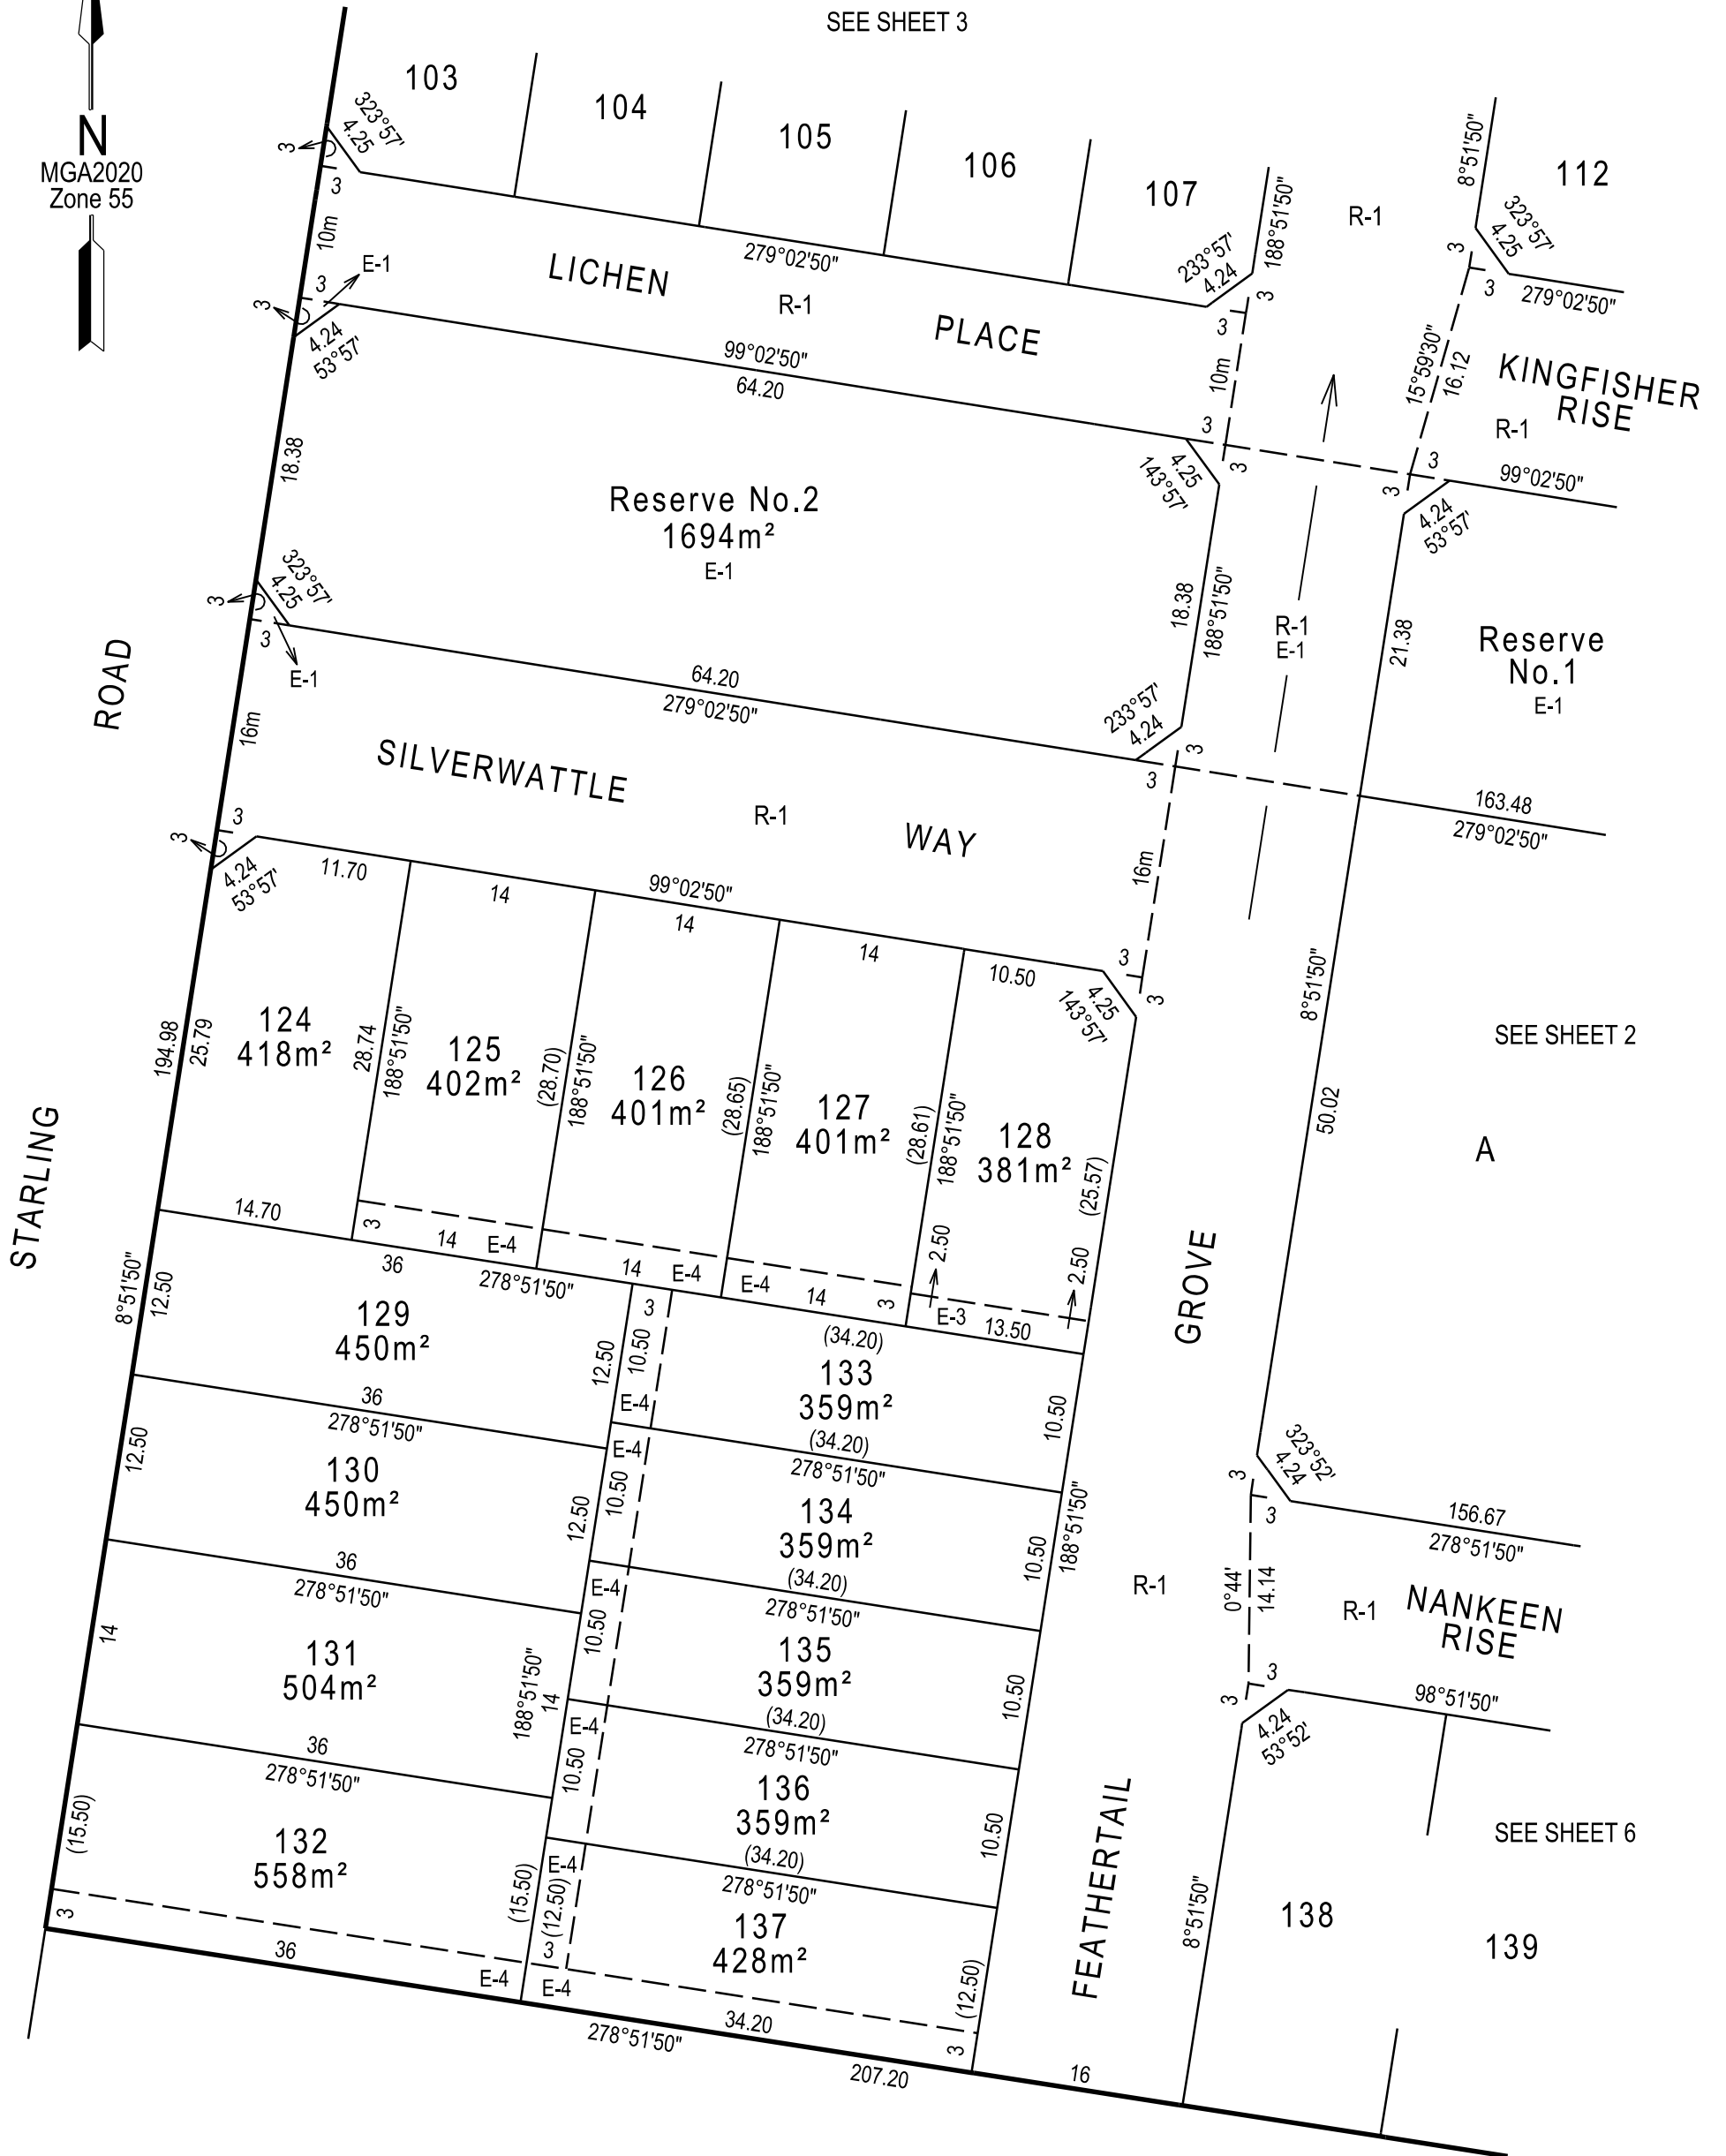 SEE SHEET 3
N
MGA2020
Zone 55
103
104
105
106
107
112
323°57'
4.25
3
3
10m
279°02'50"
233°57'
4.24
188°51'50"
3
3
R-1
8°51'50"
323°57'
4.25
3
3
279°02'50"
LICHEN
R-1
PLACE
E-1
3
3
4.24
53°57'
99°02'50"
64.20
10m
15°59'30"
16.12
KINGFISHER
RISE
R-1
3
3
4.25
143°57'
3
3
99°02'50"
4.24
53°57'
18.38
Reserve No.2
1694m²
E-1
18.38
188°51'50"
R-1
E-1
21.38
Reserve
No.1
E-1
323°57'
4.25
3
3
E-1
64.20
279°02'50"
233°57'
4.24
3
3
163.48
279°02'50"
ROAD
16m
SILVERWATTLE
R-1
WAY
16m
3
3
4.24
53°57'
11.70
14
99°02'50"
14
14
10.50
3
3
4.25
143°57'
8°51'50"
SEE SHEET 2
194.98
25.79
124
418m²
28.74
188°51'50"
125
402m²
(28.70)
188°51'50"
126
401m²
(28.65)
188°51'50"
127
401m²
(28.61)
188°51'50"
128
381m²
(25.57)
50.02
A
STARLING
14.70
3
14
E-4
14
E-4
E-4
14
3
2.50
E-3
13.50
2.50
GROVE
36
278°51'50"
8°51'50"
12.50
129
450m²
12.50
3
10.50
E-4
(34.20)
133
359m²
10.50
36
278°51'50"
12.50
130
450m²
12.50
E-4
10.50
(34.20)
278°51'50"
134
359m²
10.50
188°51'50"
323°52'
4.24
3
3
156.67
278°51'50"
36
278°51'50"
14
131
504m²
188°51'50"
14
E-4
10.50
(34.20)
278°51'50"
135
359m²
10.50
R-1
0°44'
14.14
R-1
NANKEEN
RISE
3
3
4.24
53°52'
98°51'50"
36
278°51'50"
(15.50)
132
558m²
(15.50)
E-4
10.50
(34.20)
278°51'50"
136
359m²
10.50
FEATHERTAIL
SEE SHEET 6
E-4
(12.50)
(34.20)
278°51'50"
137
428m²
(12.50)
8°51'50"
138
139
3
36
E-4
3
E-4
34.20
3
278°51'50"
207.20
16